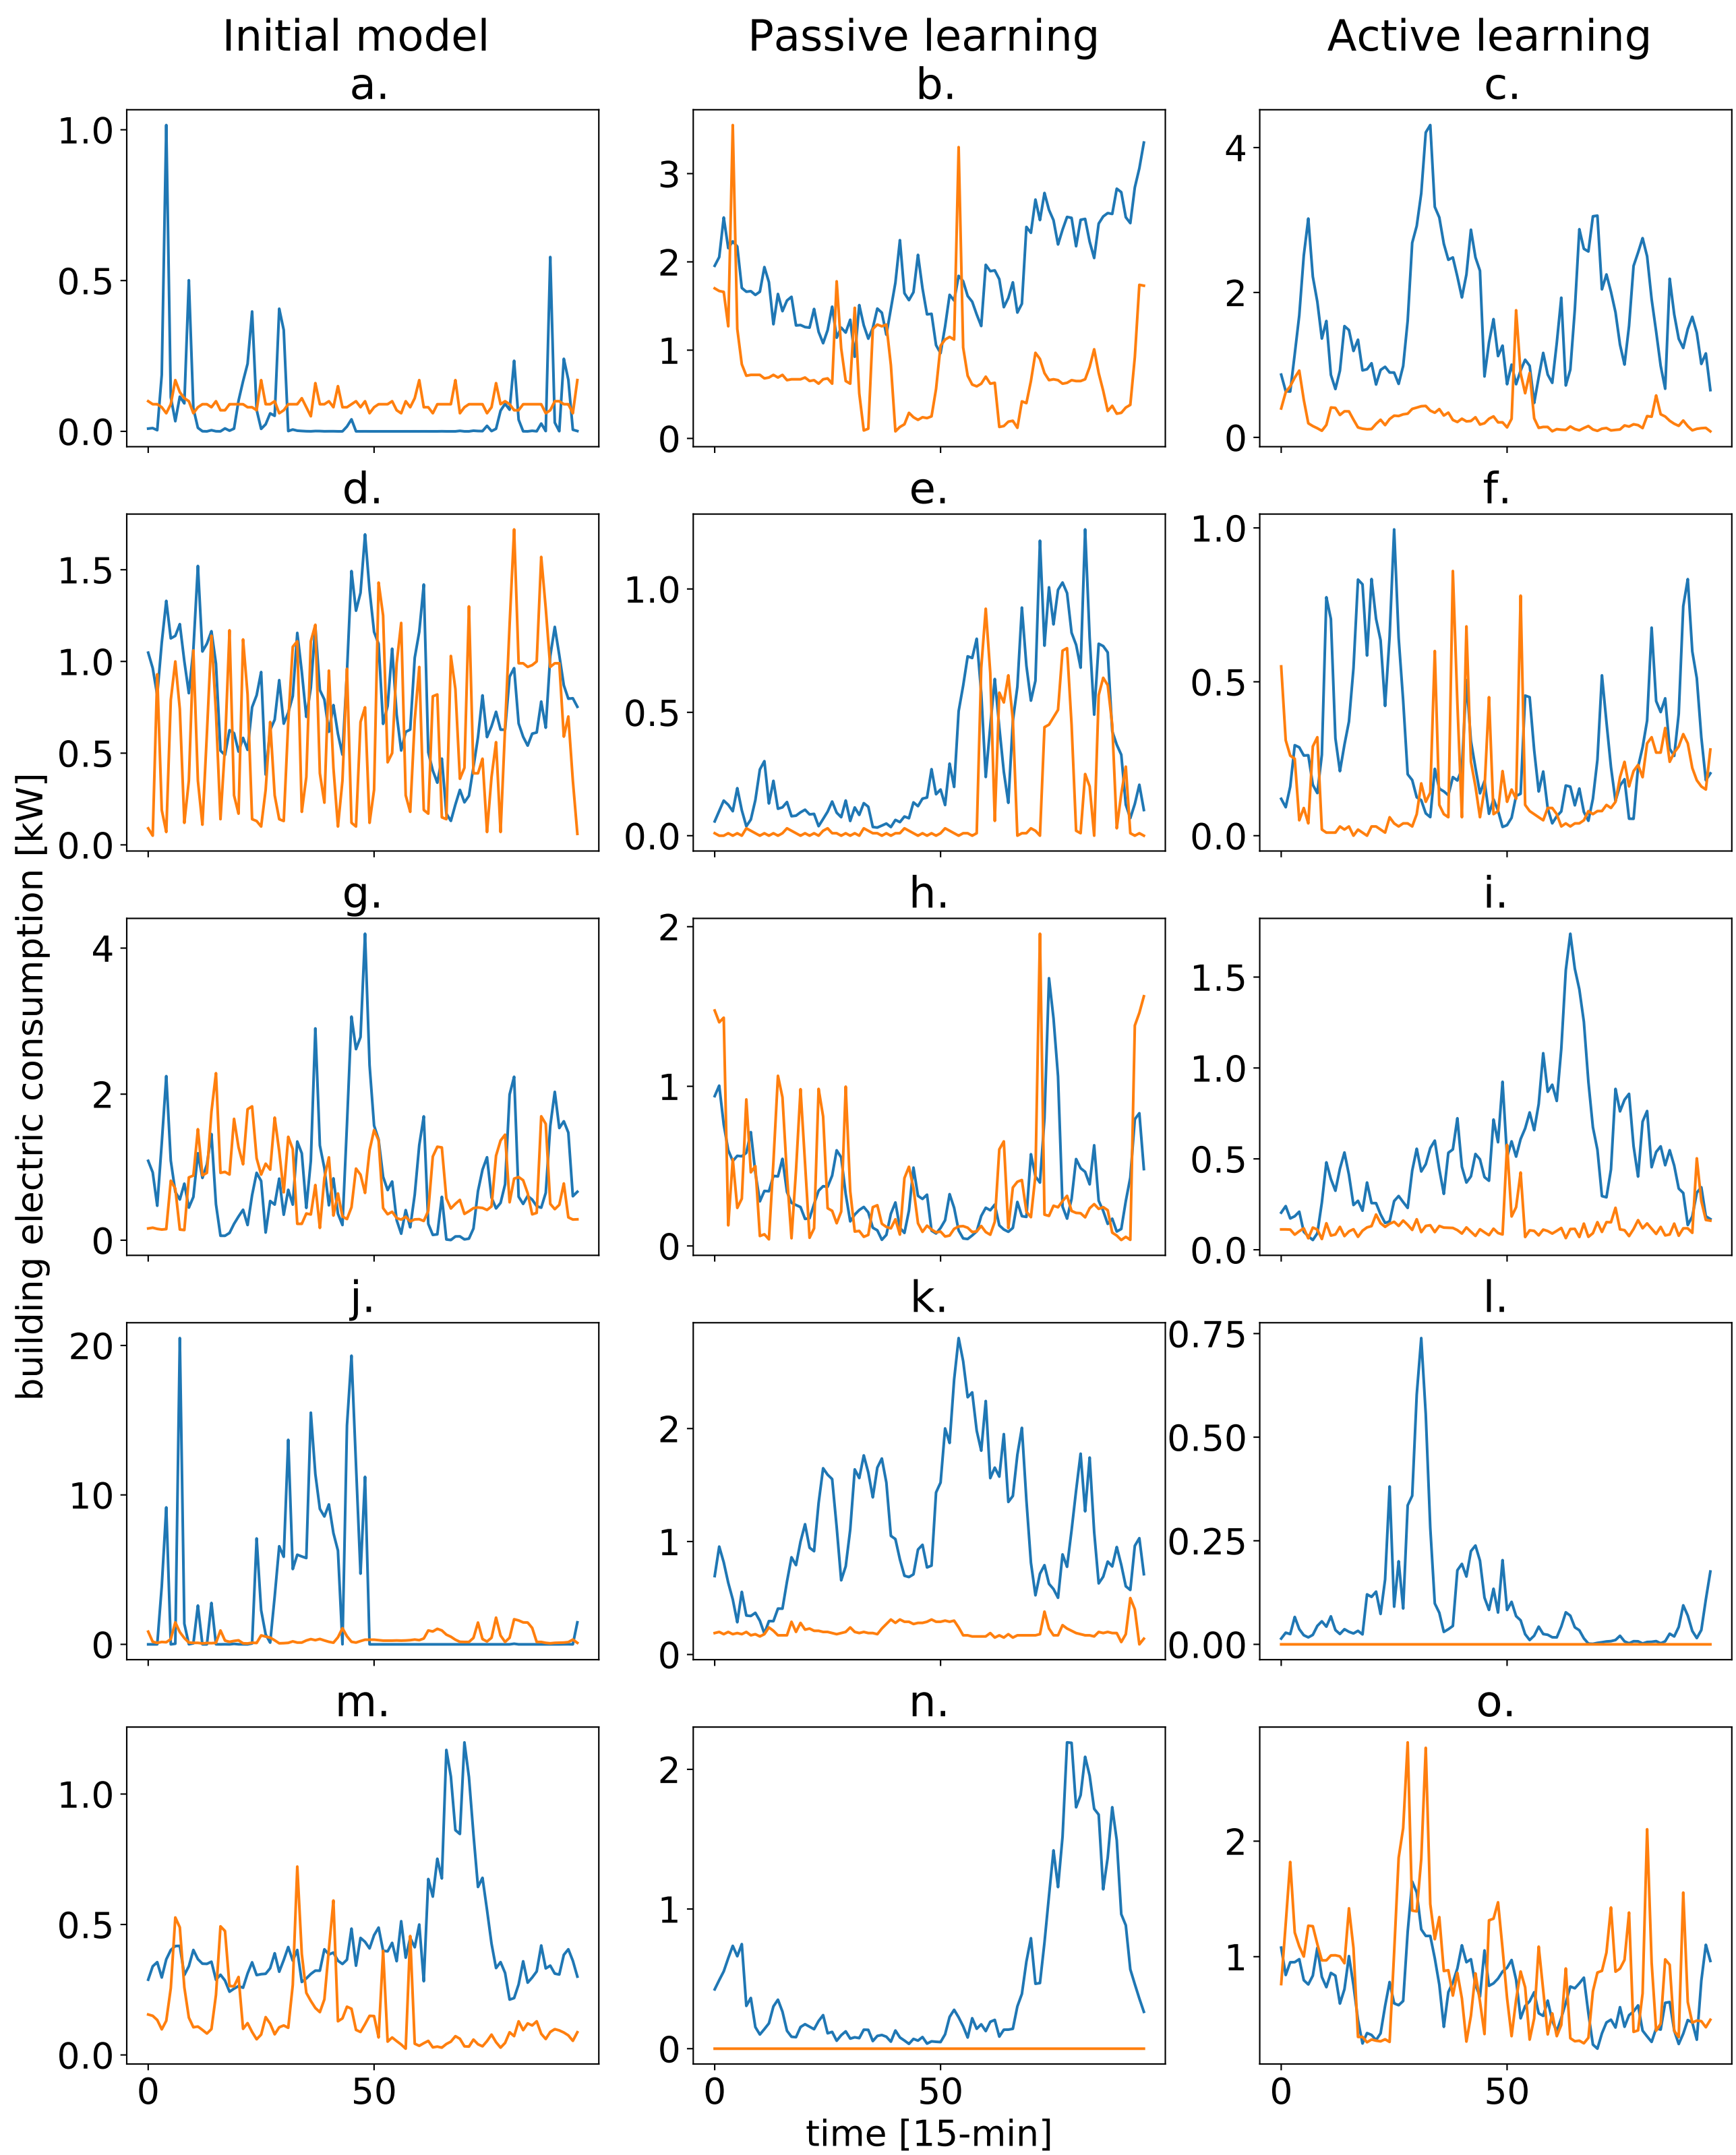 Initial model
Passive learning
Active learning
a.
b.
c.
1.0
0.5
0.0
3
2
1
0
4
2
0
d.
e.
f.
1.5
1.0
0.5
0.0
1.0
0.5
0.0
1.0
0.5
0.0
g.
h.
i.
4
2
0
2
1
0
1.5
1.0
0.5
0.0
j.
k.
l.
20
10
0
2
1
0
0.75
0.50
0.25
0.00
m.
n.
o.
1.0
0.5
0.0
2
1
0
2
1
0
50
0
50
0
50
time [15-min]
building electric consumption [kW]